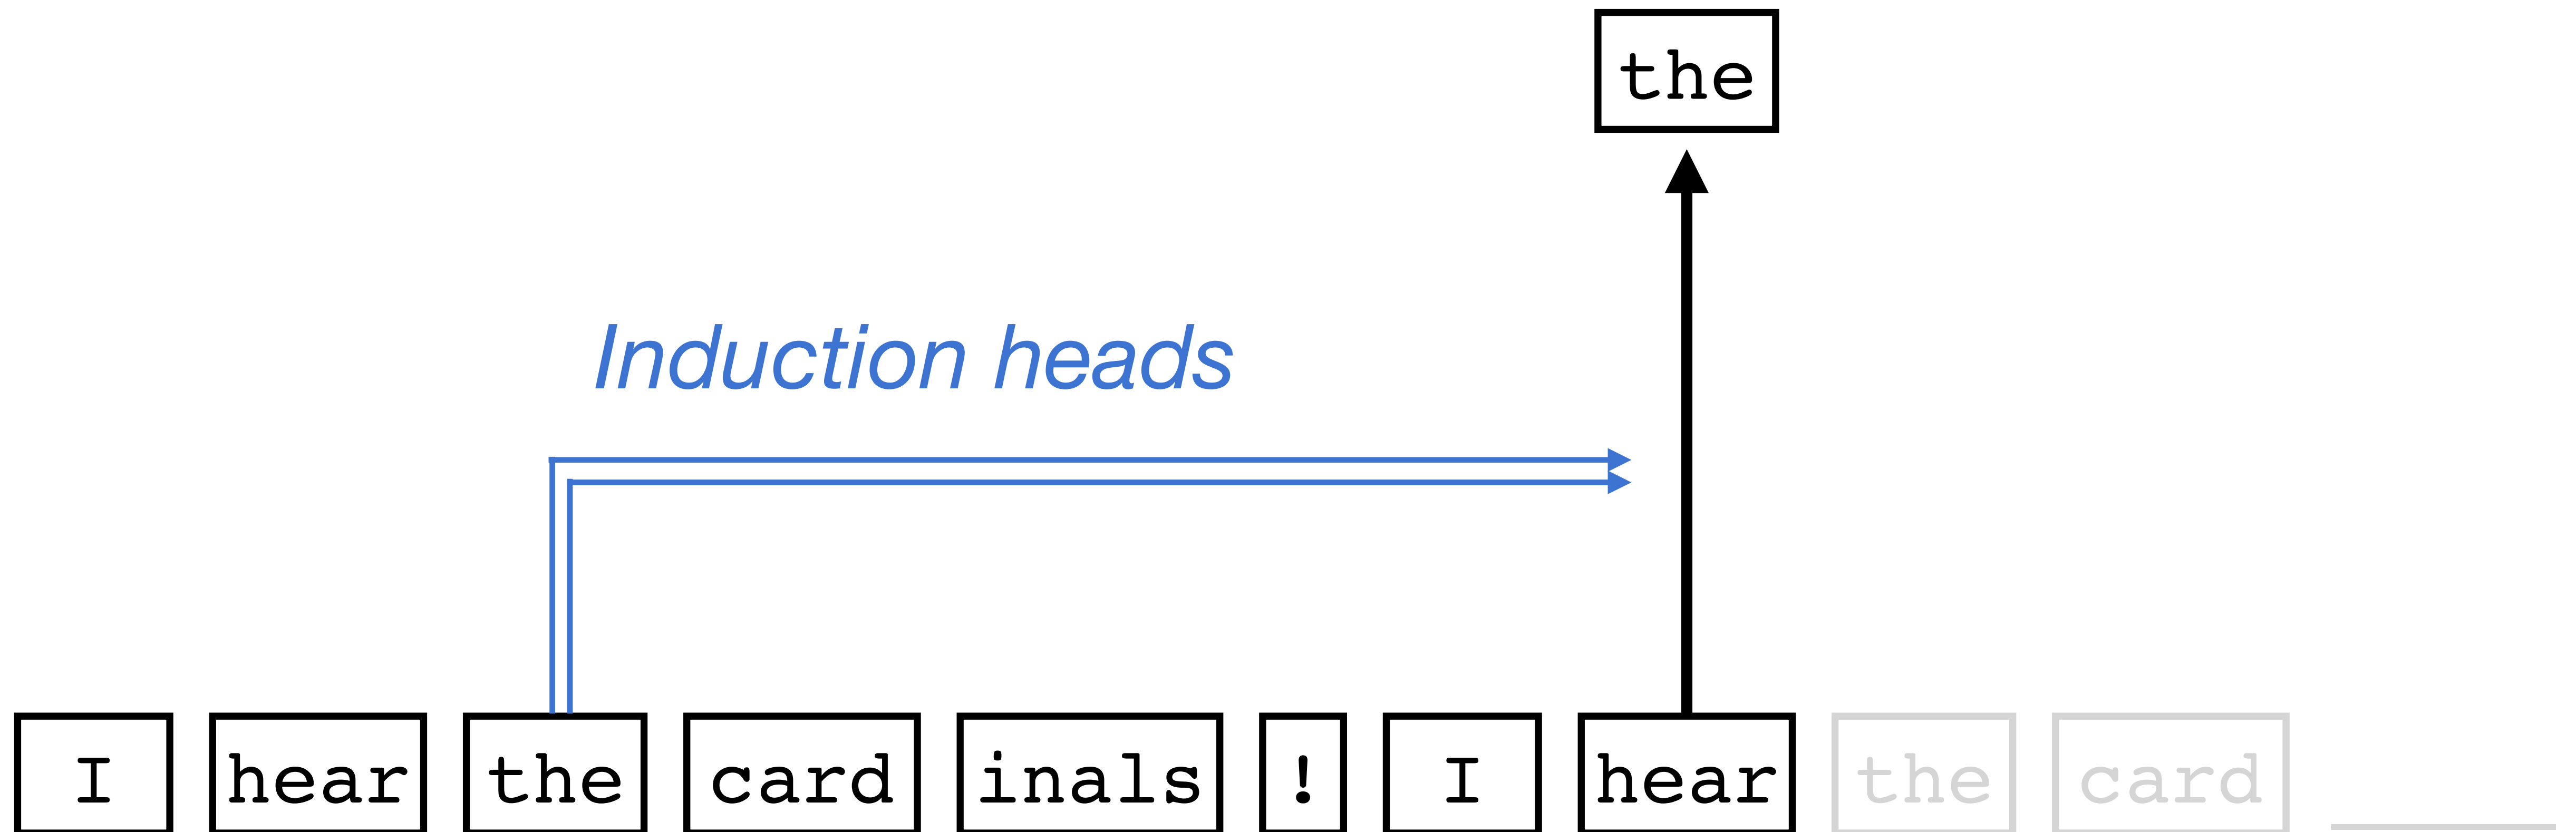 the
Induction heads
I hear the card inals ! I hear the card